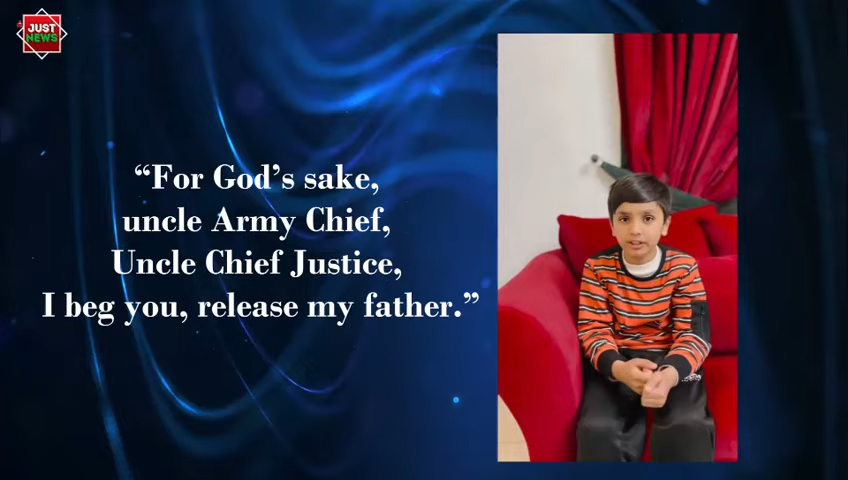 JUST
NEWS
“For God’s sake,
uncle Army Chief,
Uncle Chief Justice,
I beg you, release my father.”